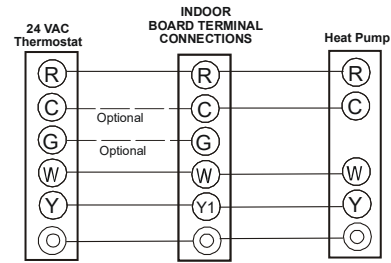 24 VAC
Thermostat
INDOOR
BOARD TERMINAL
CONNECTIONS
Heat Pump
R R R
C Optional C C
G Optional G
W W W
Y Y1 Y